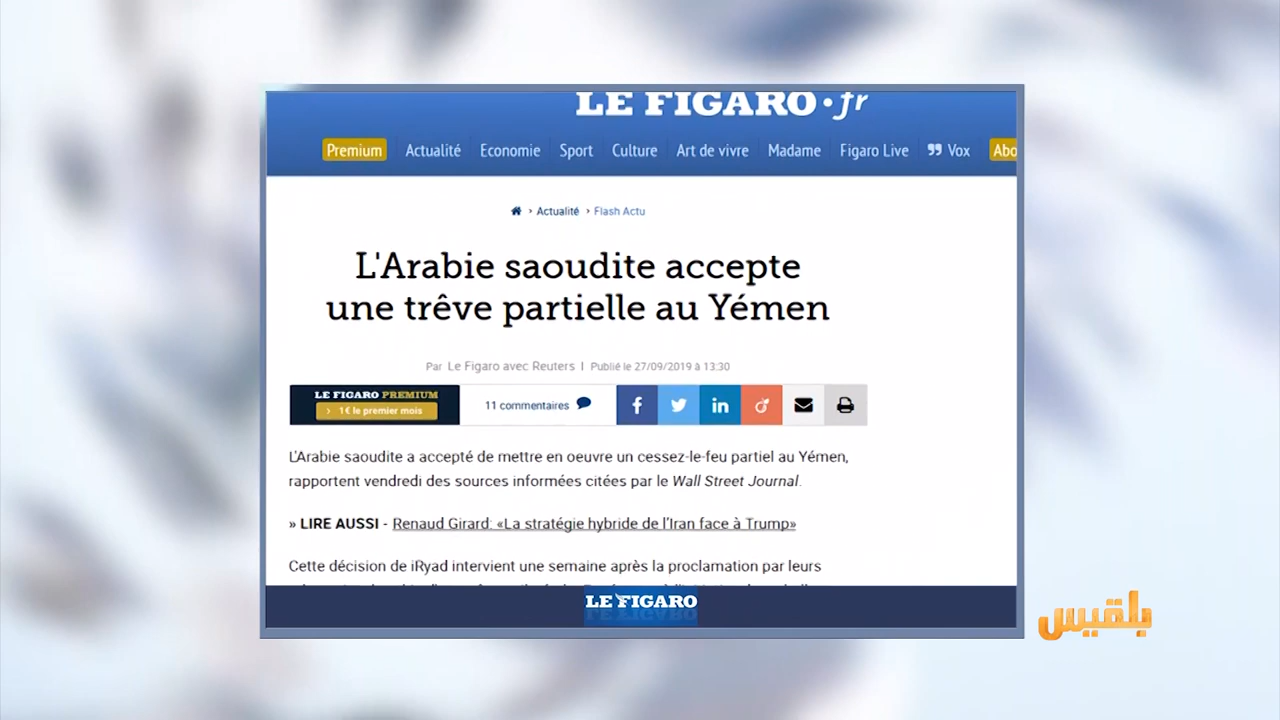 LE FIGARO·fr
Premium Actualité Economie Sport Culture Art de vivre Madame Figaro Live Vox Abo
Actualité › Flash Actu
L'Arabie saoudite accepte
une trêve partielle au Yémen
Par Le Figaro avec Reuters | Publié le 27/09/2019 à 13:30
LE FIGARO PREMIUM
› 1€ le premier mois
11 commentaires
L'Arabie saoudite a accepté de mettre en oeuvre un cessez-le-feu partiel au Yémen,
rapportent vendredi des sources informées citées par le Wall Street Journal.
» LIRE AUSSI - Renaud Girard: «La stratégie hybride de l'Iran face à Trump»
Cette décision de iRyad intervient une semaine après la proclamation par leurs
LE FIGARO
بلقيس